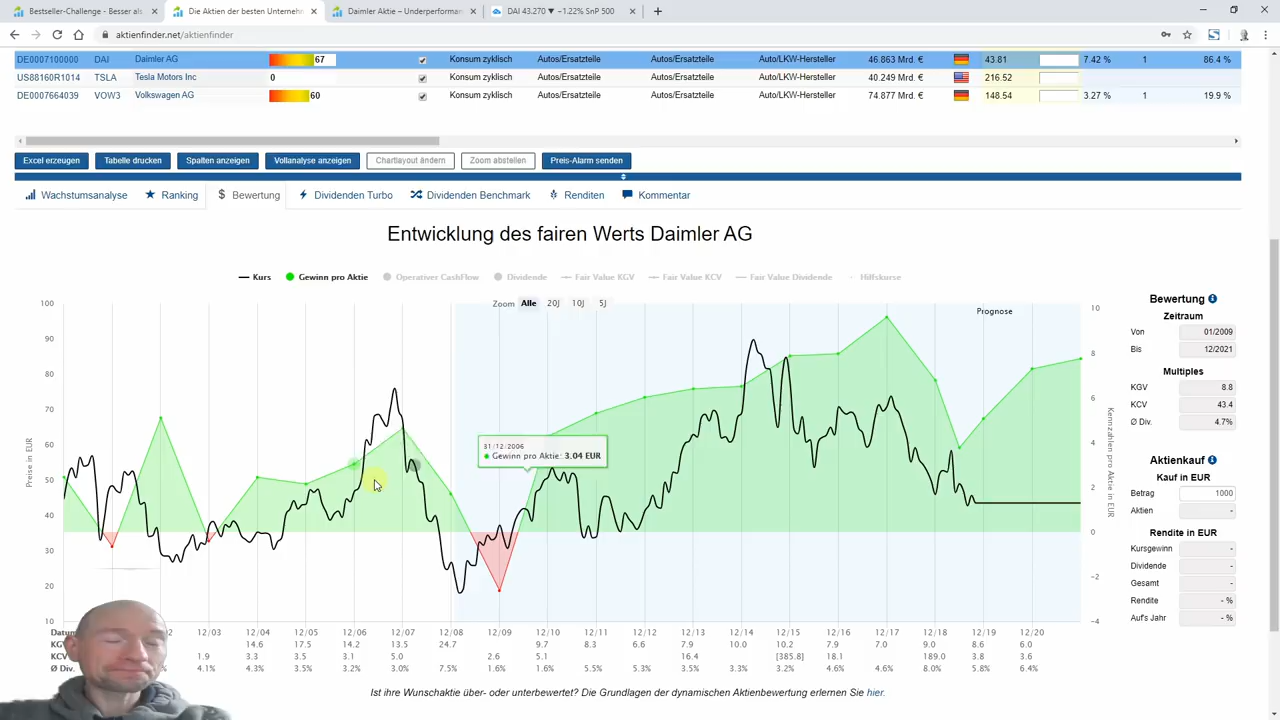 Bestseller-Challenge - Besser als
Die Aktien der besten Unternehm
Daimler Aktie – Underperformar
DAI 43.270 ▼ −1.22% SnP 500
aktienfinder.net/aktienfinder
DE0007100000 DAI Daimler AG 67 Konsum zyklisch Autos/Ersatzteile Autos/Ersatzteile Auto/LKW-Hersteller 46.863 Mrd. € 43.81 7.42 % 1 86.4 %
US88160R1014 TSLA Tesla Motors Inc 0 Konsum zyklisch Autos/Ersatzteile Autos/Ersatzteile Auto/LKW-Hersteller 40.249 Mrd. € 216.52
DE0007664039 VOW3 Volkswagen AG 60 Konsum zyklisch Autos/Ersatzteile Autos/Ersatzteile Auto/LKW-Hersteller 74.877 Mrd. € 148.54 3.27 % 1 19.9 %
Excel erzeugen Tabelle drucken Spalten anzeigen Vollanalyse anzeigen Chartlayout ändern Zoom abstellen Preis-Alarm senden
Wachstumsanalyse Ranking $ Bewertung Dividenden Turbo Dividenden Benchmark Renditen Kommentar
Entwicklung des fairen Werts Daimler AG
Kurs Gewinn pro Aktie Operativer CashFlow Dividende Fair Value KGV Fair Value KCV Fair Value Dividende Hilfskurse
Zoom Alle 20J 10J 5J
Prognose
Preise in EUR
100
90
80
70
60
50
40
30
20
10
31/12.2006
Gewinn pro Aktie: 3.04 EUR
10
8
6
4
2
0
−2
−4
Kennzahlen pro Aktie in EUR
Datum 2 12/03 12/04 12/05 12/06 12/07 12/08 12/09 12/10 12/11 12/12 12/13 12/14 12/15 12/16 12/17 12/18 12/19 12/20
KGV 14.6 17.5 14.2 13.5 24.7 9.7 8.3 6.6 7.9 10.0 10.2 7.9 7.0 9.0 8.6 6.0
KCV 1.9 3.3 3.5 3.1 3.0 2.6 5.1 16.4 [385.8] 18.1 189.0 3.8 3.6
Ø Div. % 4.1% 4.3% 3.5% 3.2% 3.2% 7.5% 1.6% 1.6% 5.5% 5.3% 3.5% 3.3% 3.2% 4.6% 4.6% 8.0% 5.8% 6.4%
Ist ihre Wunschaktie über- oder unterbewertet? Die Grundlagen der dynamischen Aktienbewertung erlernen Sie hier.
Bewertung
Zeitraum
Von 01/2009
Bis 12/2021
Multiples
KGV 8.8
KCV 43.4
Ø Div. 4.7%
Aktienkauf
Kauf in EUR
Betrag 1000
Aktien -
Rendite in EUR
Kursgewinn -
Dividende -
Gesamt -
Rendite - %
Auf's Jahr - %